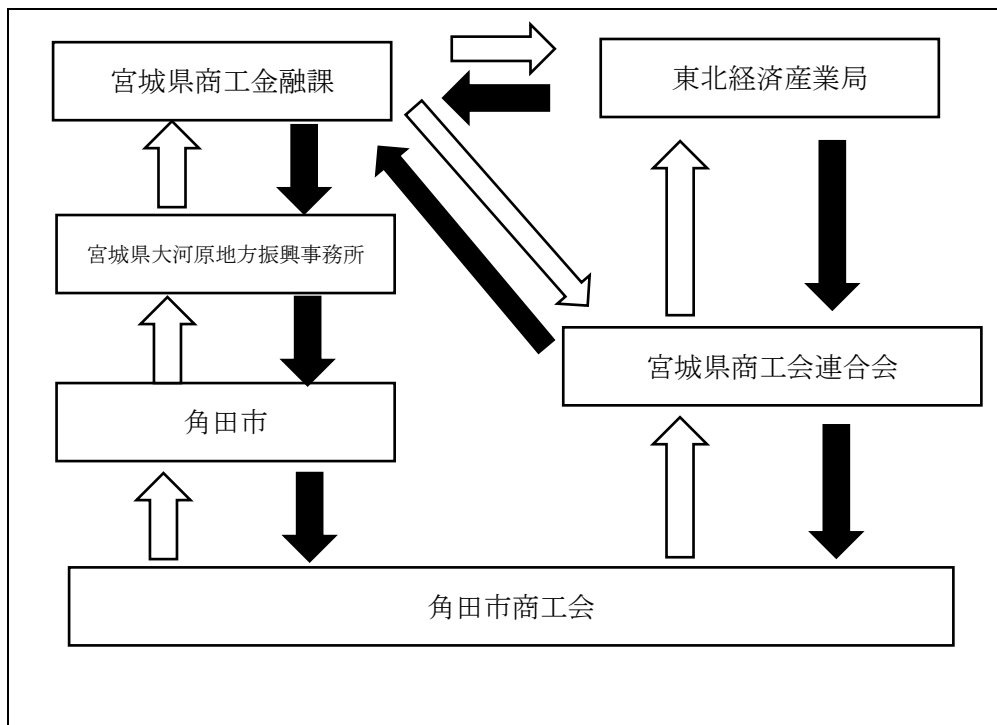 宮城県商工金融課
東北経済産業局
宮城県大河原地方振興事務所
宮城県商工会連合会
角田市
角田市商工会